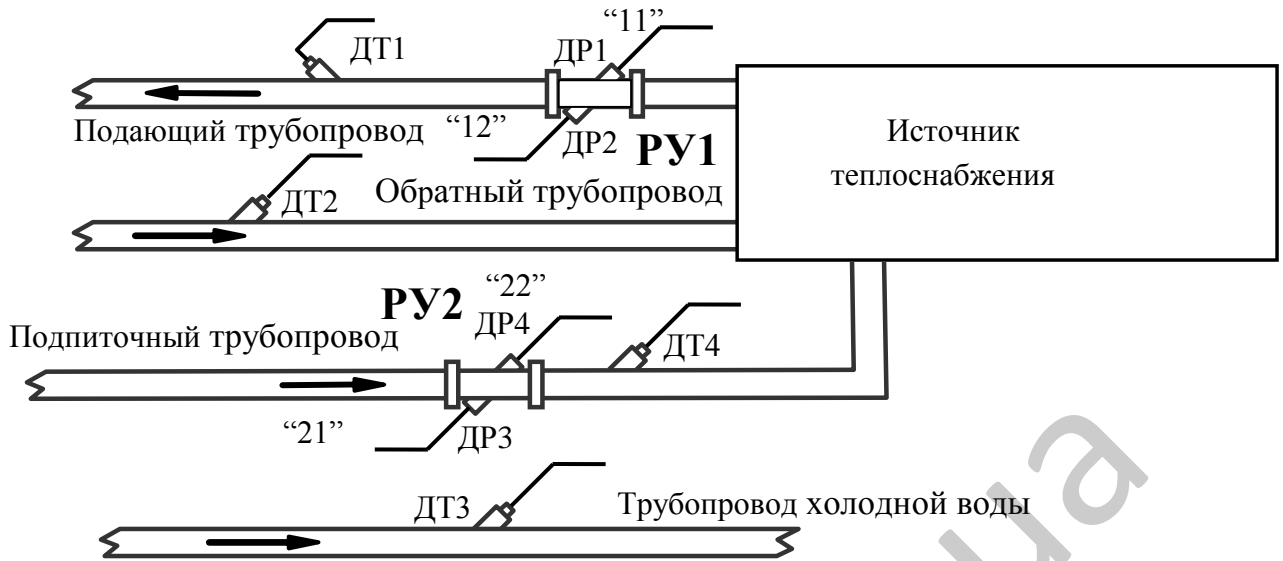 “11”
ДТ1
ДР1
Подающий трубопровод
“12”
ДР2
РУ1
Источник
теплоснабжения
ДТ2
Обратный трубопровод
“22”
РУ2
ДР4
Подпиточный трубопровод
ДТ4
“21”
ДР3
ДТ3
Трубопровод холодной воды
ua